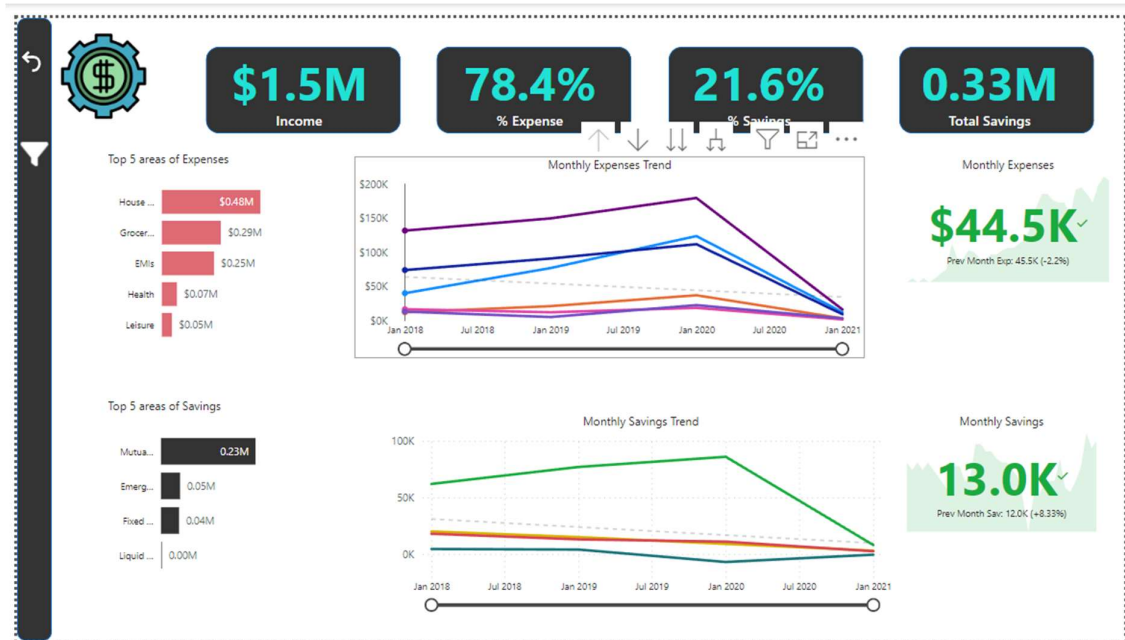 $1.5M
Income
78.4%
% Expense
21.6%
% Savings
0.33M
Total Savings
Top 5 areas of Expenses
House ...
$0.48M
Grocer...
$0.29M
EMIs
$0.25M
Health
$0.07M
Leisure
$0.05M
Monthly Expenses Trend
$200K
$150K
$100K
$50K
$0K
Jan 2018 Jul 2018 Jan 2019 Jul 2019 Jan 2020 Jul 2020 Jan 2021
Monthly Expenses
$44.5K
Prev Month Exp: 45.5K (-2.2%)
Top 5 areas of Savings
Mutua...
0.23M
Emerg...
0.05M
Fixed ...
0.04M
Liquid ...
0.00M
Monthly Savings Trend
100K
50K
0K
Jan 2018 Jul 2018 Jan 2019 Jul 2019 Jan 2020 Jul 2020 Jan 2021
Monthly Savings
13.0K
Prev Month Sav: 12.0K (+8.33%)